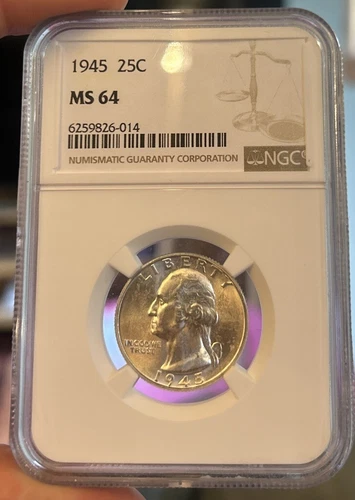 1945 25C
MS 64
6259826-014
NUMISMATIC GUARANTY CORPORATION
NGC
LIBERTY
IN GOD WE
TRUST
1945